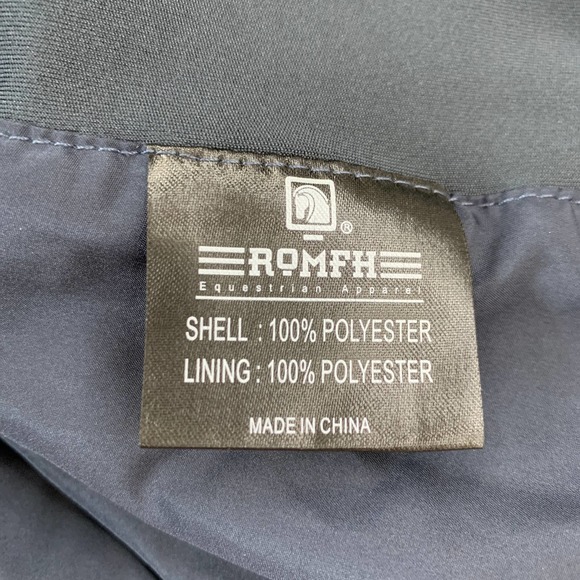 ®
ROMFH
Equestrian Apparel
SHELL : 100% POLYESTER
LINING : 100% POLYESTER
MADE IN CHINA